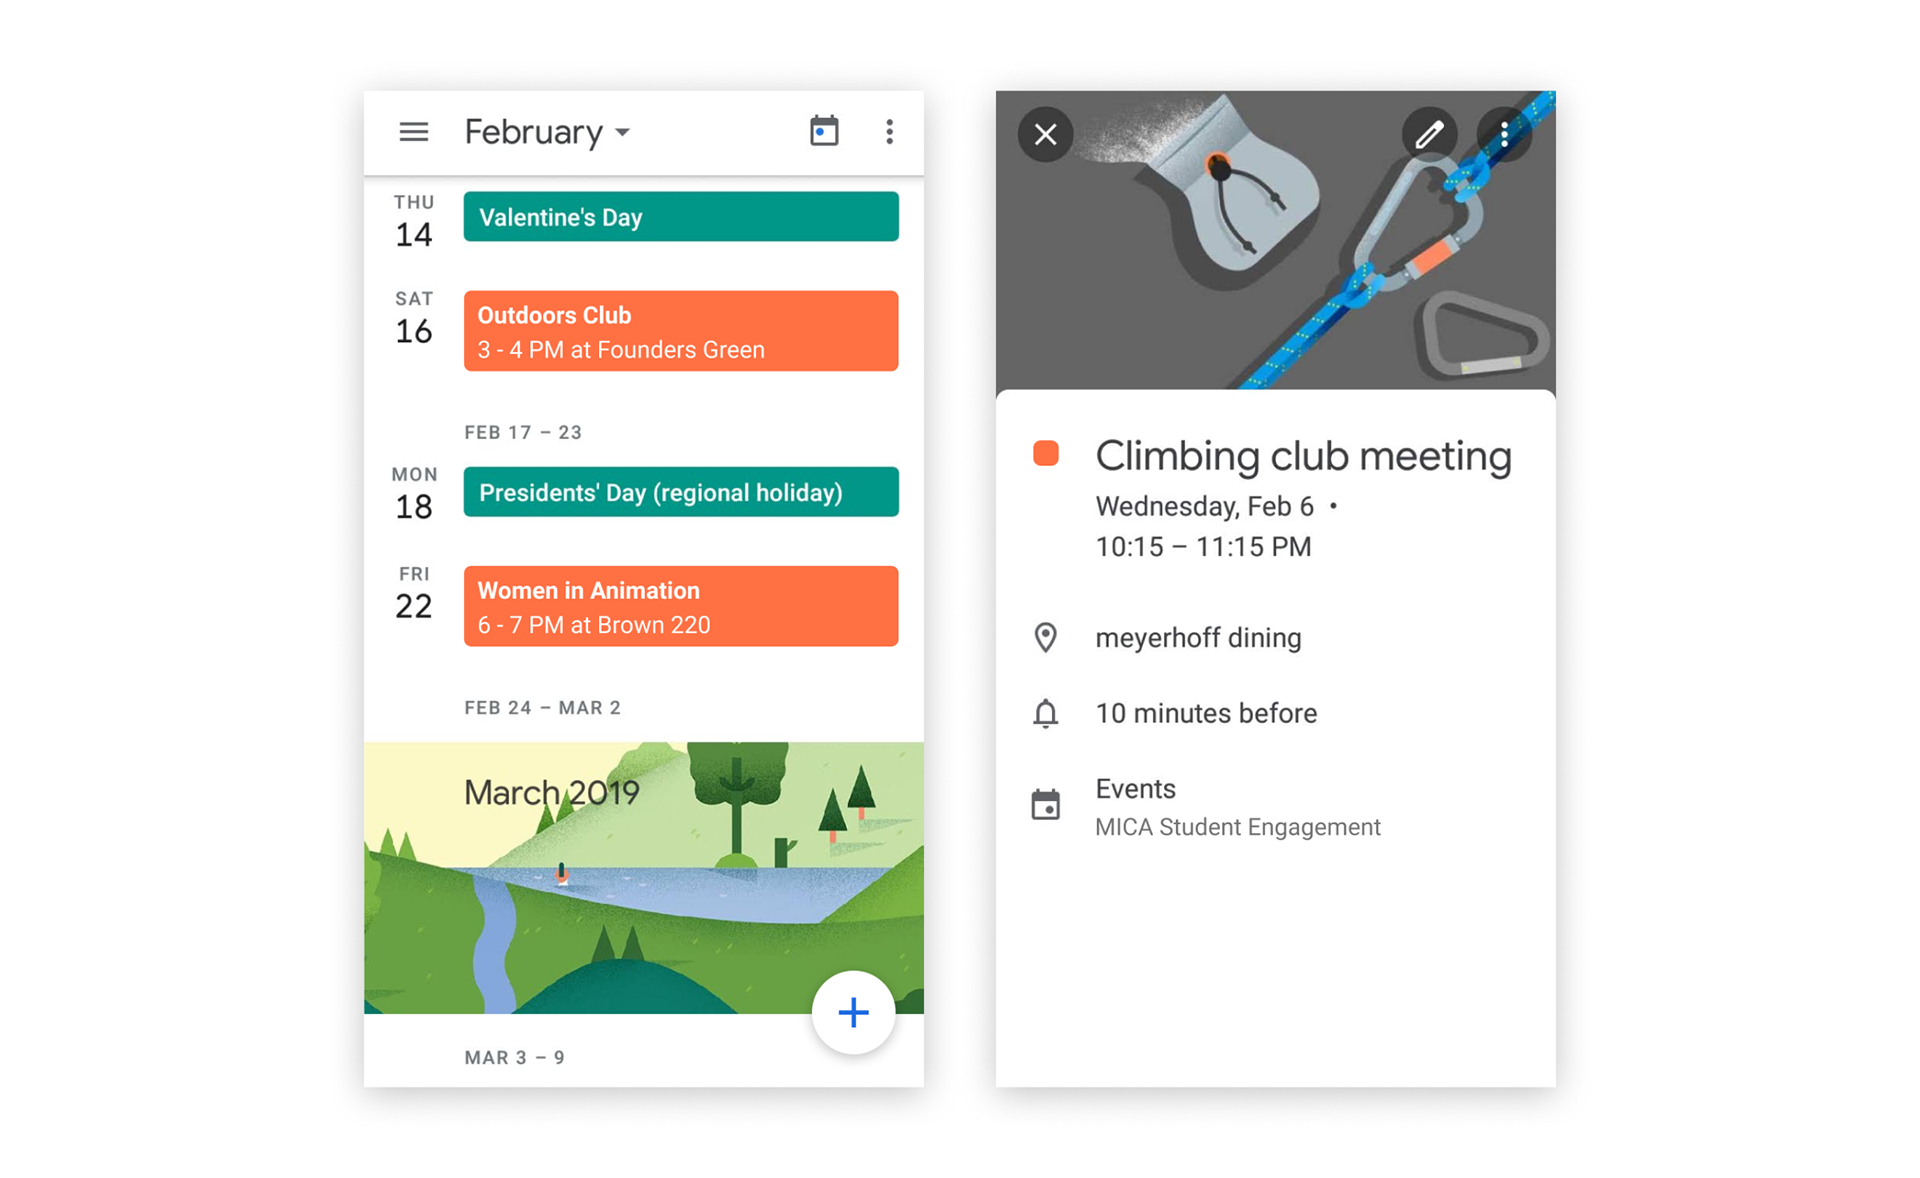 February
THU
14
Valentine's Day
SAT
16
Outdoors Club
3 - 4 PM at Founders Green
FEB 17 – 23
MON
18
Presidents' Day (regional holiday)
FRI
22
Women in Animation
6 - 7 PM at Brown 220
FEB 24 – MAR 2
March 2019
MAR 3 – 9
Climbing club meeting
Wednesday, Feb 6 •
10:15 – 11:15 PM
meyerhoff dining
10 minutes before
Events
MICA Student Engagement